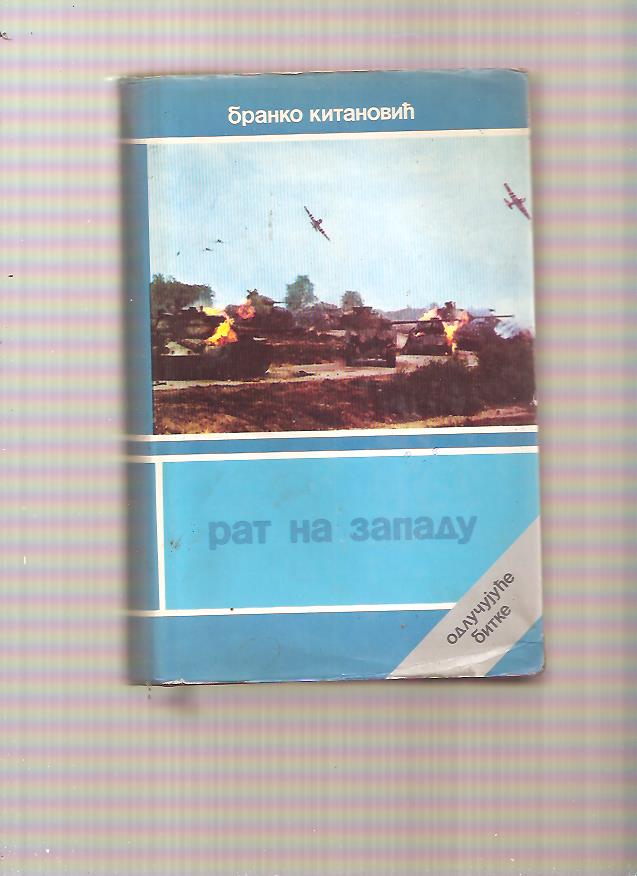 бранко китановић
рат на западу
одлучујуће
битке